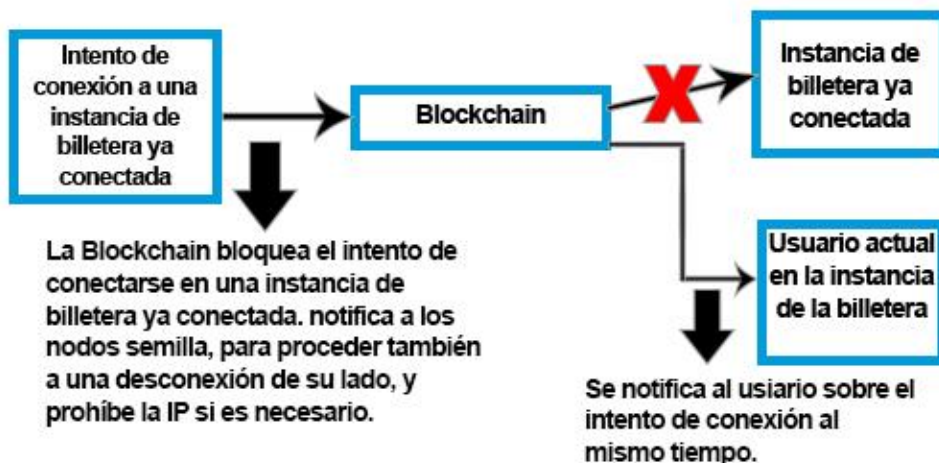 Intento de
conexión a una
instancia de
billetera ya
conectada
Blockchain
Instancia de
billetera ya
conectada
La Blockchain bloquea el intento de
conectarse en una instancia de
billetera ya conectada. notifica a los
nodos semilla, para proceder también
a una desconexión de su lado, y
prohíbe la IP si es necesario.
Usuario actual
en la instancia
de la billetera
Se notifica al usiario sobre el
intento de conexión al
mismo tiempo.